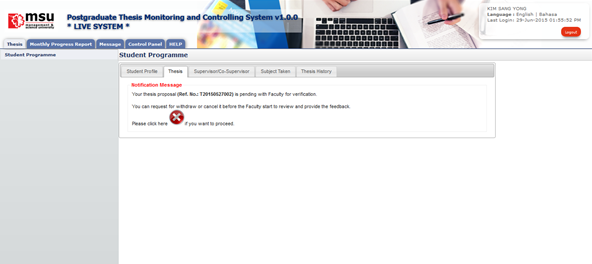 msu
management & science university
Postgraduate Thesis Monitoring and Controlling System v1.0.0
* LIVE SYSTEM *
KIM BANG YONG
Language : English | Bahasa
Last Login: 29-Jun-2015 01:55:52 PM
Logout
Thesis Monthly Progress Report Message Control Panel HELP
Student Programme
Student Programme
Student Profile Thesis Supervisor/Co-Supervisor Subject Taken Thesis History
Notification Message:
Your thesis proposal (Ref. No.: T20150527002) is pending with Faculty for verification.
You can request for withdrew or cancel it before the Faculty start to review and provide the feedback.
Please click here if you want to proceed.